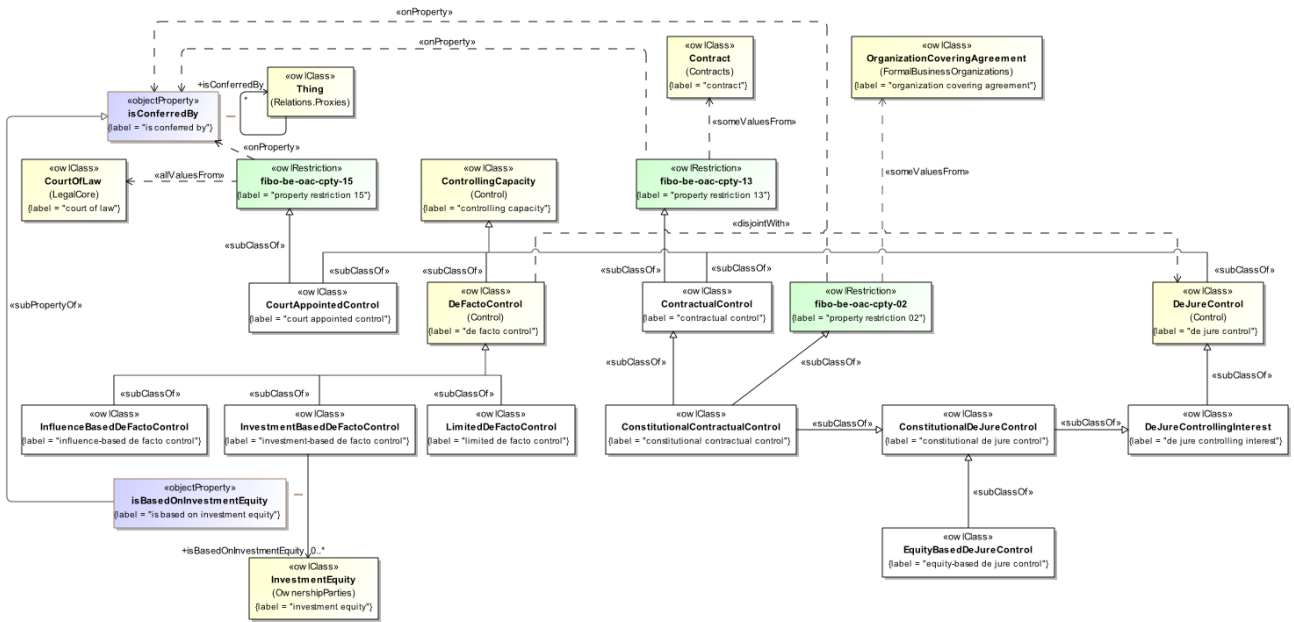 «onProperty»
«onProperty»
«owlClass»
Contract
(Contracts)
{label = "contract"}
«owlClass»
OrganizationCoveringAgreement
(FormalBusinessOrganizations)
{label = "organization covering agreement"}
+isConferredBy
*
«owlClass»
Thing
(Relations.Proxies)
«objectProperty»
isConferredBy
{label = "is conferred by"}
«onProperty»
«someValuesFrom»
«someValuesFrom»
«owlClass»
CourtOfLaw
(LegalCore)
{label = "court of law"}
«allValuesFrom»
«owlRestriction»
fibo-be-oac-cpty-15
{label = "property restriction 15"}
«owlClass»
ControllingCapacity
(Control)
{label = "controlling capacity"}
«owlRestriction»
fibo-be-oac-cpty-13
{label = "property restriction 13"}
«disjointWith»
«subClassOf»
«subClassOf»
«subClassOf»
«subClassOf»
«subClassOf»
«subClassOf»
«subPropertyOf»
«owlClass»
CourtAppointedControl
{label = "court appointed control"}
«owlClass»
DeFactoControl
(Control)
{label = "de facto control"}
«owlClass»
ContractualControl
{label = "contractual control"}
«owlRestriction»
fibo-be-oac-cpty-02
{label = "property restriction 02"}
«owlClass»
DeJureControl
(Control)
{label = "de jure control"}
«subClassOf»
«subClassOf»
«subClassOf»
«subClassOf»
«subClassOf»
«subClassOf»
«owlClass»
InfluenceBasedDeFactoControl
{label = "influence-based de facto control"}
«owlClass»
InvestmentBasedDeFactoControl
{label = "investment-based de facto control"}
«owlClass»
LimitedDeFactoControl
{label = "limited de facto control"}
«owlClass»
ConstitutionalContractualControl
{label = "constitutional contractual control"}
«subClassOf»
«owlClass»
ConstitutionalDeJureControl
{label = "constitutional de jure control"}
«subClassOf»
«owlClass»
DeJureControllingInterest
{label = "de jure controlling interest"}
«objectProperty»
isBasedOnInvestmentEquity
{label = "is based on investment equity"}
«subClassOf»
+isBasedOnInvestmentEquity 0..*
«owlClass»
EquityBasedDeJureControl
{label = "equity-based de jure control"}
«owlClass»
InvestmentEquity
(OwnershipParties)
{label = "investment equity"}